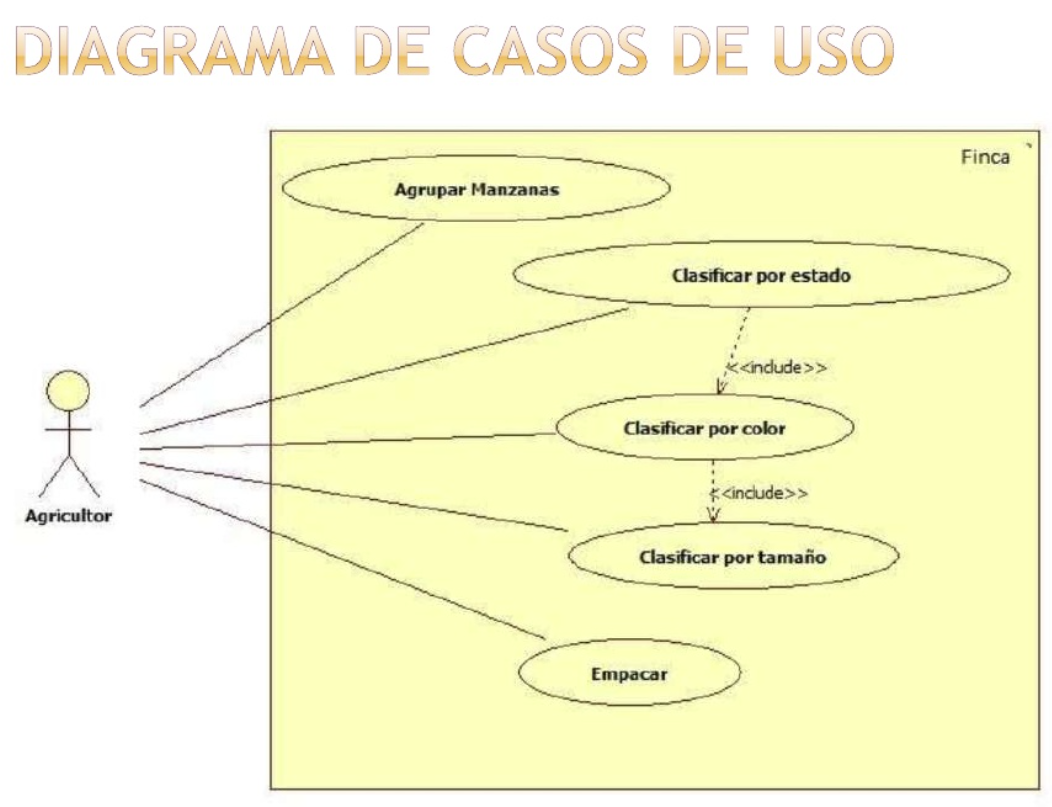 DIAGRAMA DE CASOS DE USO
Finca
Agrupar Manzanas
Clasificar por estado
<<include>>
Clasificar por color
<<include>>
Agricultor
Clasificar por tamaño
Empacar